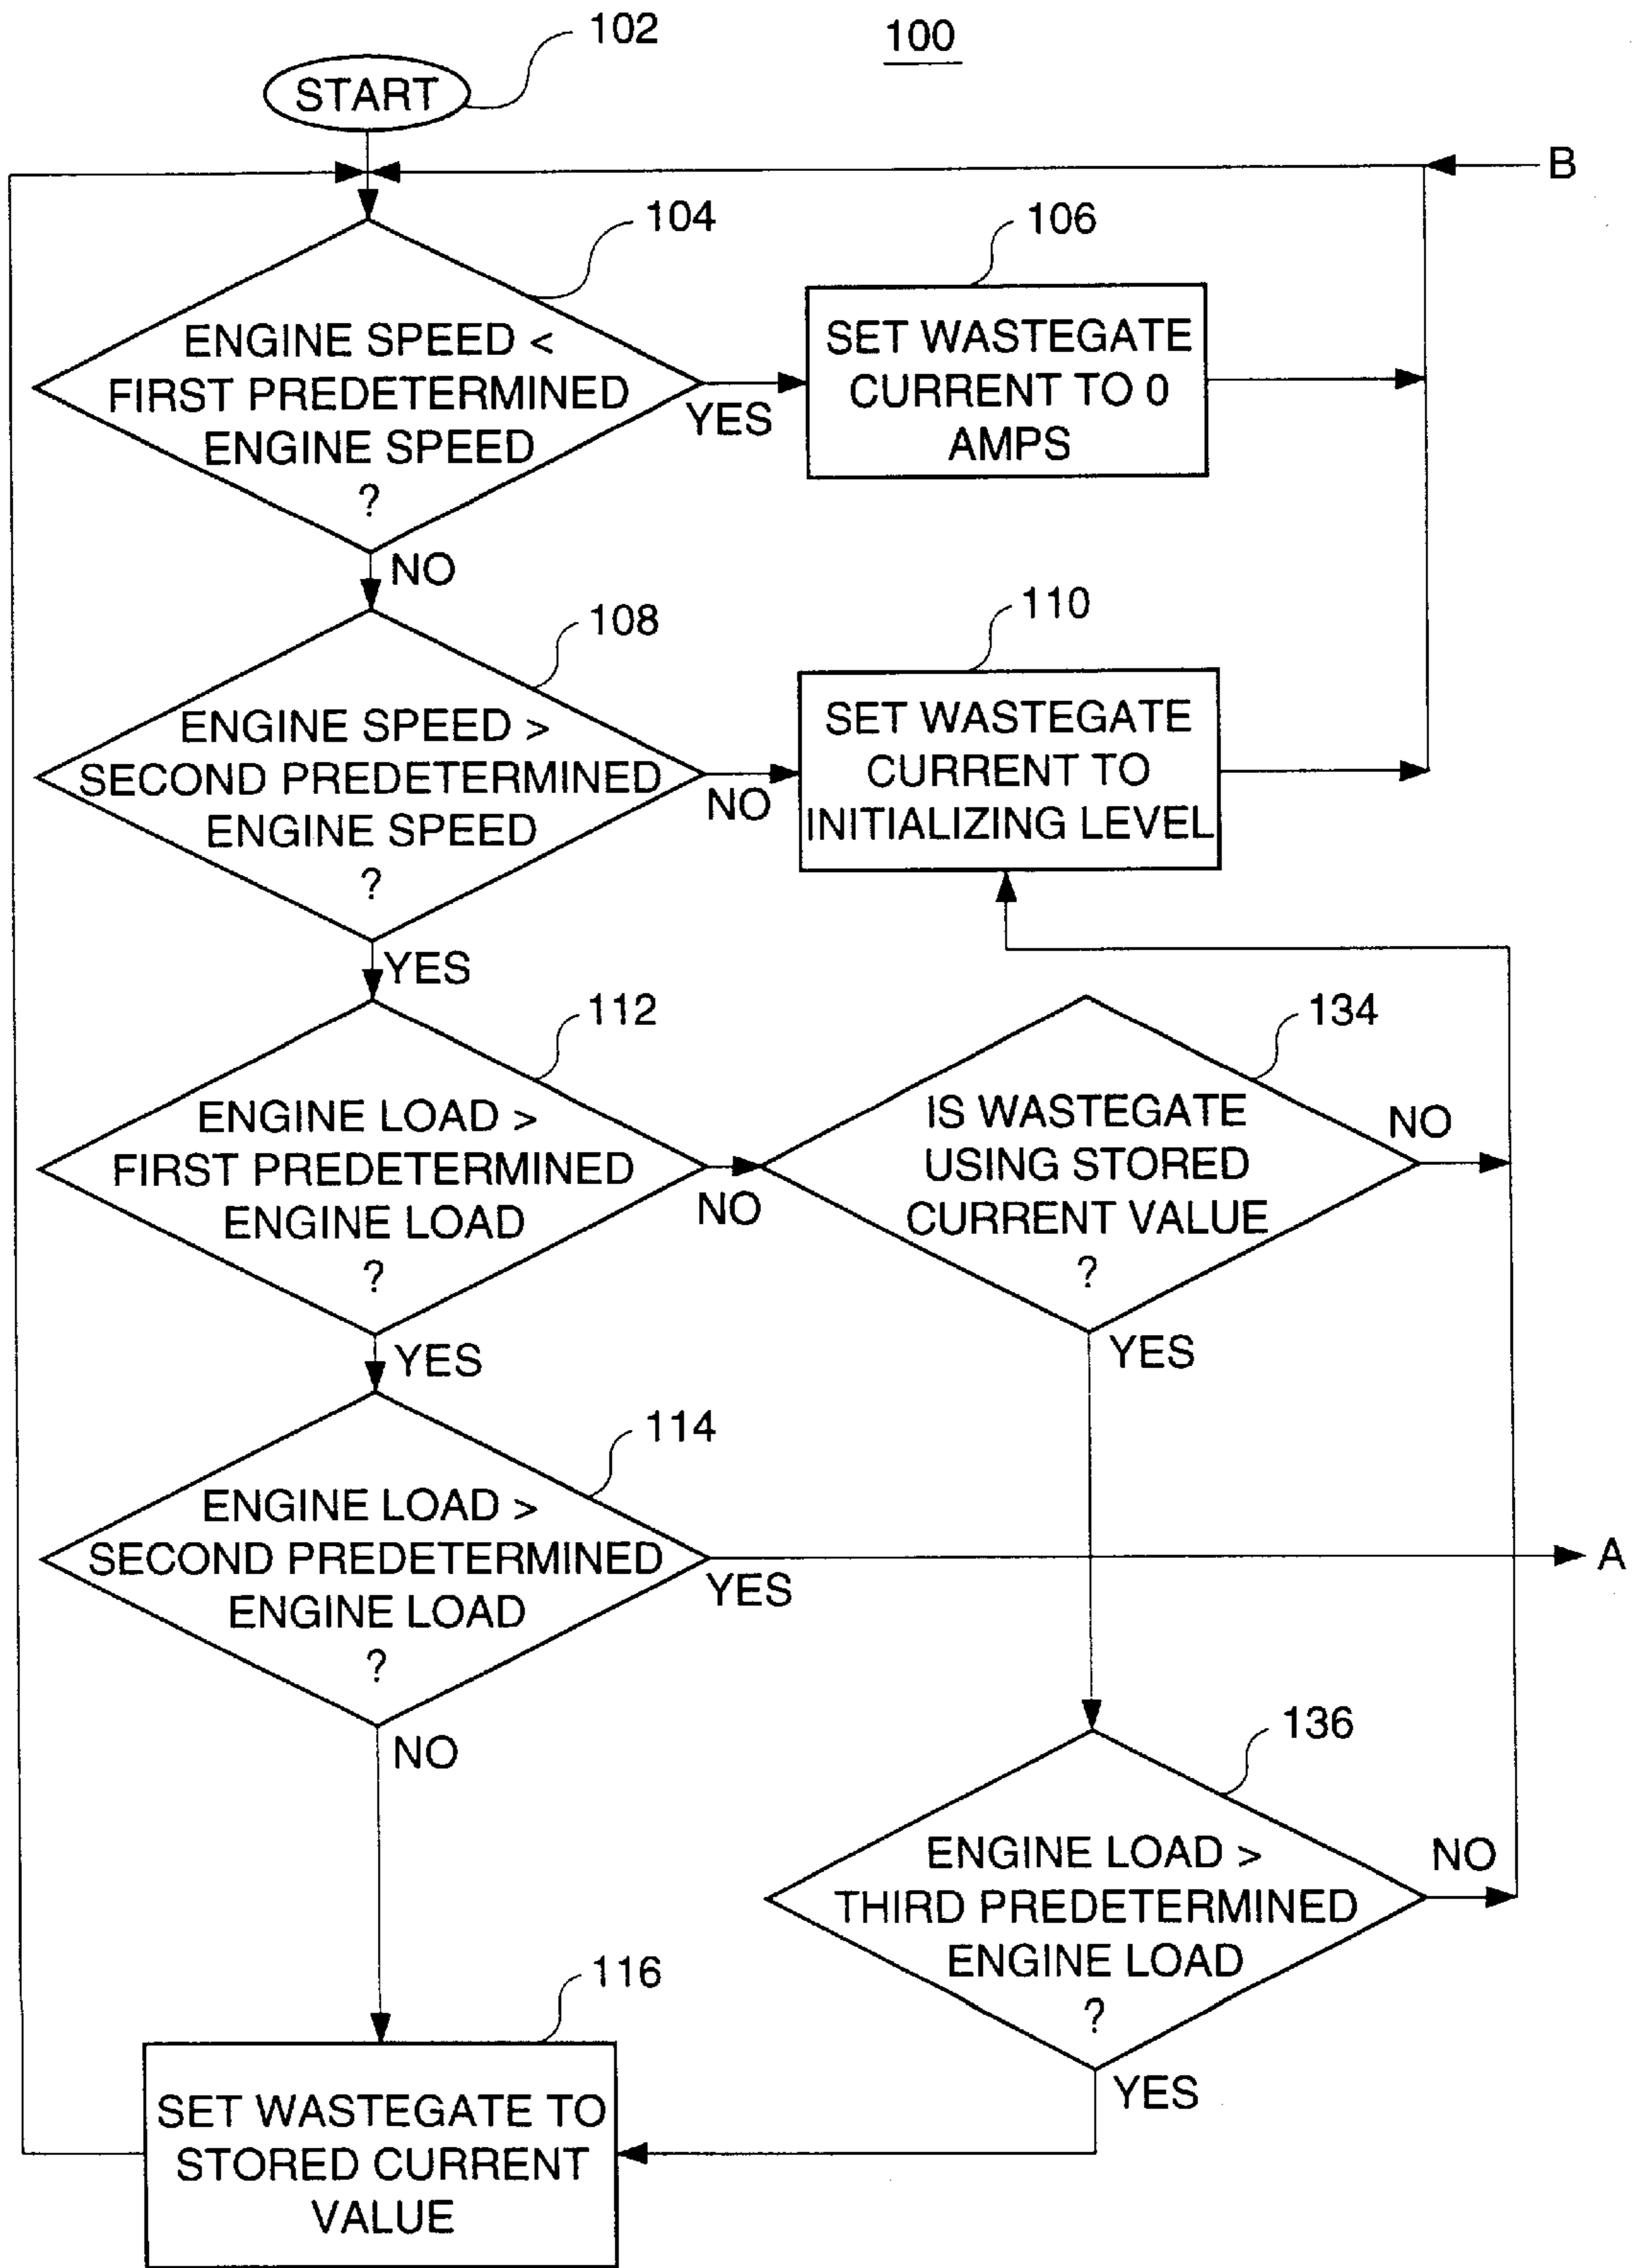 100
102
START
B
104
ENGINE SPEED <
FIRST PREDETERMINED
ENGINE SPEED
?
YES
106
SET WASTEGATE
CURRENT TO 0
AMPS
NO
108
ENGINE SPEED >
SECOND PREDETERMINED
ENGINE SPEED
?
NO
110
SET WASTEGATE
CURRENT TO
INITIALIZING LEVEL
YES
112
ENGINE LOAD >
FIRST PREDETERMINED
ENGINE LOAD
?
NO
134
IS WASTEGATE
USING STORED
CURRENT VALUE
?
NO
YES
YES
114
ENGINE LOAD >
SECOND PREDETERMINED
ENGINE LOAD
?
YES
A
NO
136
ENGINE LOAD >
THIRD PREDETERMINED
ENGINE LOAD
?
NO
YES
116
SET WASTEGATE TO
STORED CURRENT
VALUE